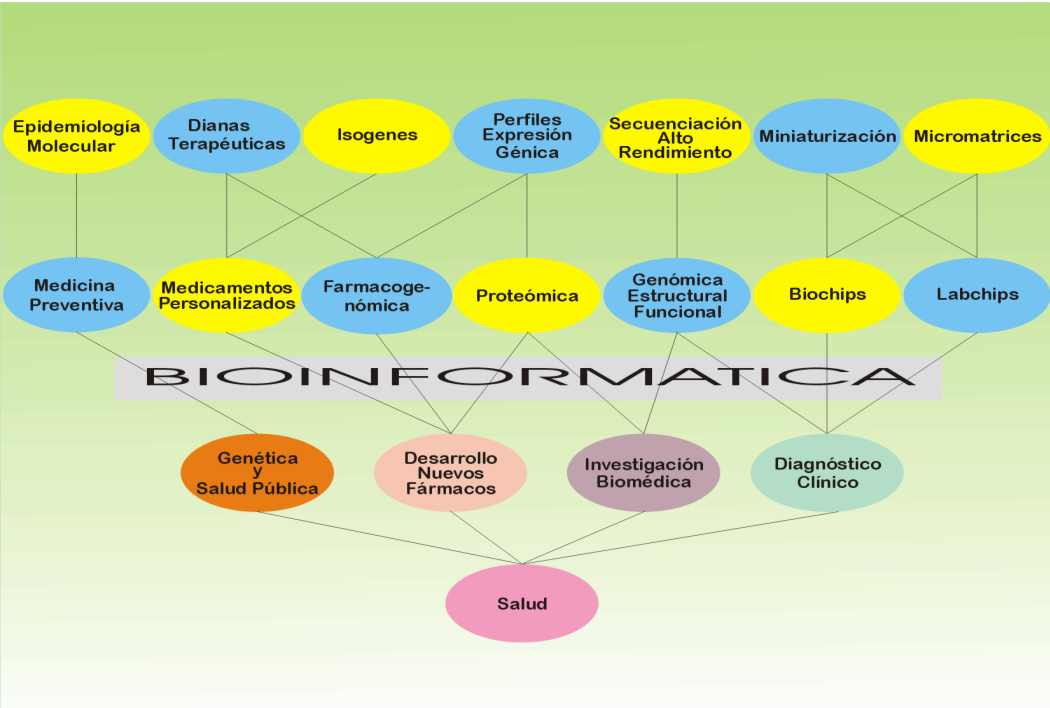 Epidemiología
Molecular
Dianas
Terapéuticas
Isogenes
Perfiles
Expresión
Génica
Secuenciación
Alto
Rendimiento
Miniaturización
Micromatrices
Medicina
Preventiva
Medicamentos
Personalizados
Farmacoge-
nómica
Proteómica
Genómica
Estructural
Funcional
Biochips
Labchips
BIOINFORMATICA
Genética
y
Salud Pública
Desarrollo
Nuevos
Fármacos
Investigación
Biomédica
Diagnóstico
Clínico
Salud